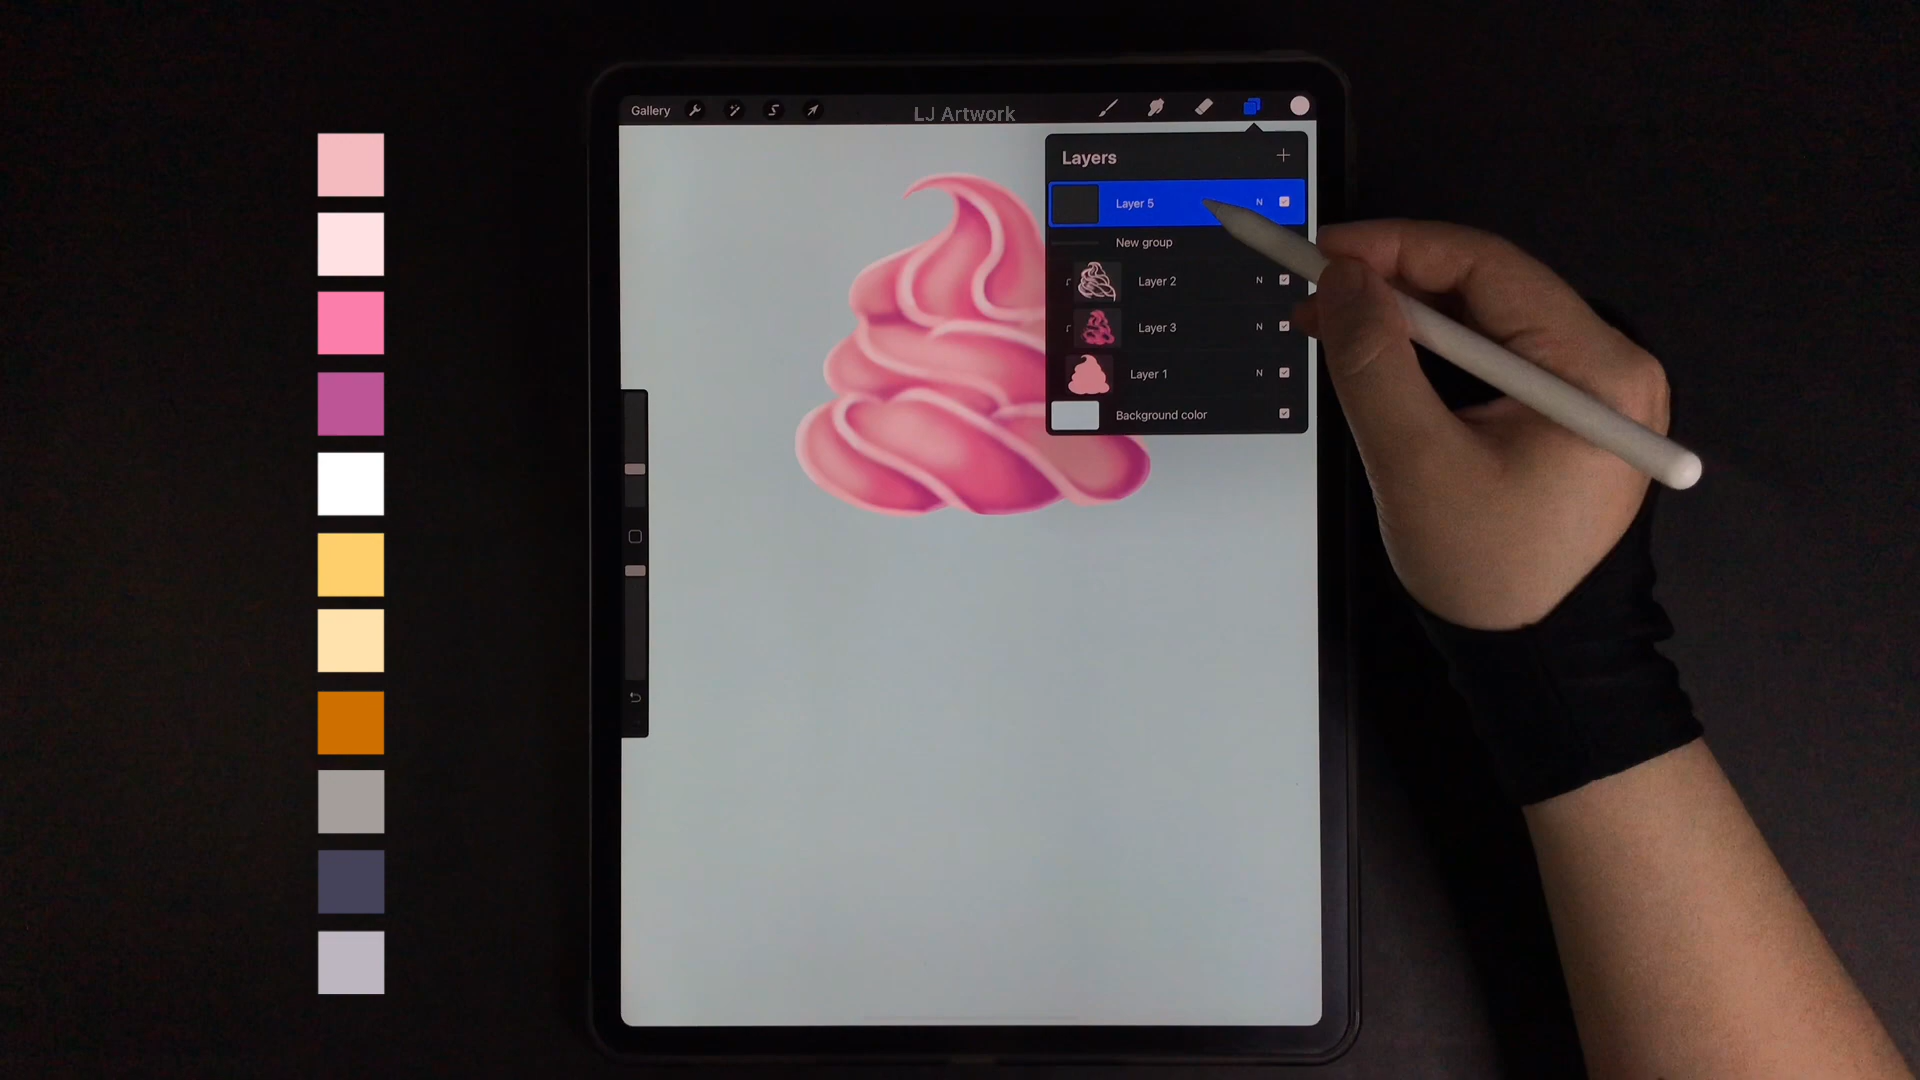 Gallery
LJ Artwork
Layers
Layer 5 N
New group
Layer 2 N
Layer 3 N
Layer 1 N
Background color